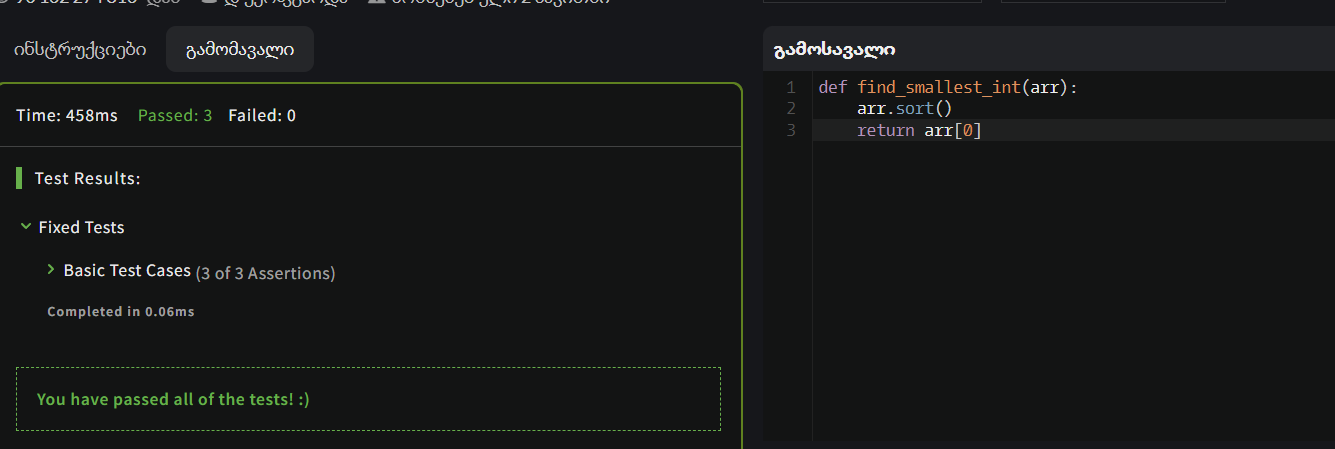 ინსტრუქციები
გამომავალი
Time: 458ms Passed: 3 Failed: 0
Test Results:
Fixed Tests
Basic Test Cases (3 of 3 Assertions)
Completed in 0.06ms
You have passed all of the tests! :)
გამოსავალი
1 def find_smallest_int(arr):
2     arr.sort()
3     return arr[0]